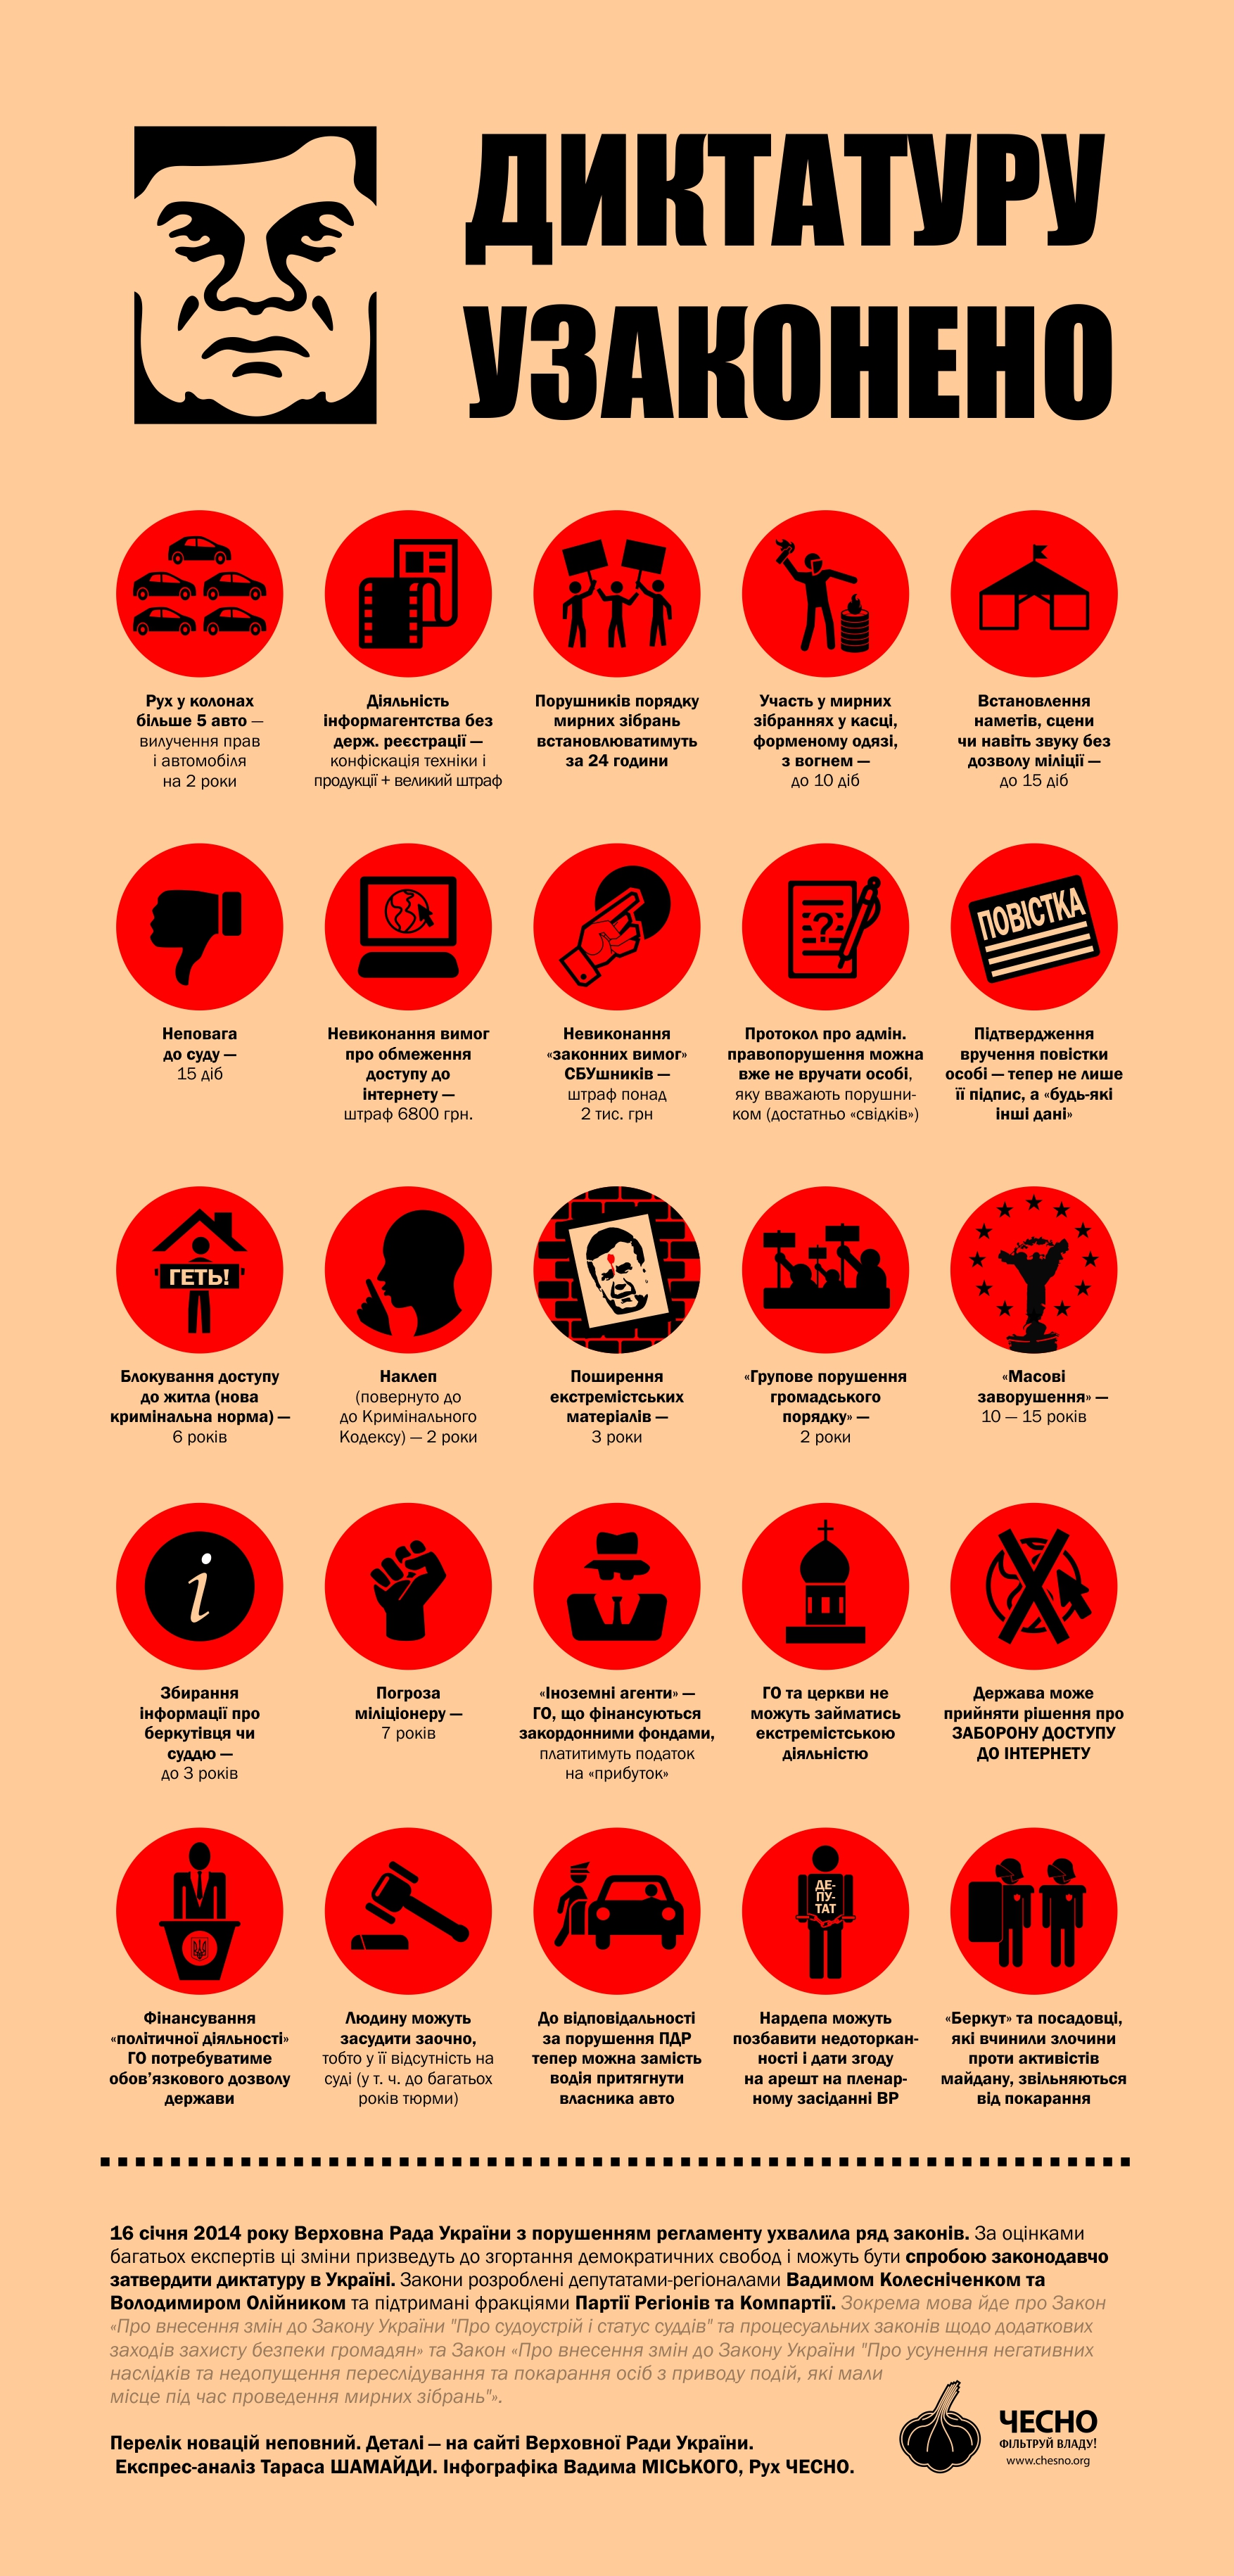 ДИКТАТУРУ
УЗАКОНЕНО
Рух у колонах
більше 5 авто —
вилучення прав
і автомобіля
на 2 роки
Діяльність
інформагентства без
держ. реєстрації —
конфіскація техніки і
продукції + великий штраф
Порушників порядку
мирних зібрань
встановлюватимуть
за 24 години
Участь у мирних
зібраннях у касці,
форменому одязі,
з вогнем —
до 10 діб
Встановлення
наметів, сцени
чи навіть звуку без
дозволу міліції —
до 15 діб
Неповага
до суду —
15 діб
Невиконання вимог
про обмеження
доступу до
інтернету —
штраф 6800 грн.
Невиконання
«законних вимог»
СБУшників —
штраф понад
2 тис. грн
?
Протокол про адмін.
правопорушення можна
вже не вручати особі,
яку вважають порушни-
ком (достатньо «свідків»)
ПОВІСТКА
Підтвердження
вручення повістки
особі — тепер не лише
її підпис, а «будь-які
інші дані»
ГЕТЬ!
Блокування доступу
до житла (нова
кримінальна норма) —
6 років
Наклеп
(повернуто до
до Кримінального
Кодексу) — 2 роки
Поширення
екстремістських
матеріалів —
3 роки
«Групове порушення
громадського
порядку» —
2 роки
«Масові
заворушення» —
10 — 15 років
i
Збирання
інформації про
беркутівця чи
суддю —
до 3 років
Погроза
міліціонеру —
7 років
«Іноземні агенти» —
ГО, що фінансуються
закордонними фондами,
платитимуть податок
на «прибуток»
ГО та церкви не
можуть займатись
екстремістською
діяльністю
Держава може
прийняти рішення про
ЗАБОРОНУ ДОСТУПУ
ДО ІНТЕРНЕТУ
Фінансування
«політичної діяльності»
ГО потребуватиме
обов’язкового дозволу
держави
Людину можуть
засудити заочно,
тобто у її відсутність на
суді (у т. ч. до багатьох
років тюрми)
До відповідальності
за порушення ПДР
тепер можна замість
водія притягнути
власника авто
ДЕ-
ПУ-
ТАТ
Нардепа можуть
позбавити недоторкан-
ності і дати згоду
на арешт на пленар-
ному засіданні ВР
«Беркут» та посадовці,
які вчинили злочини
проти активістів
майдану, звільняються
від покарання
16 січня 2014 року Верховна Рада України з порушенням регламенту ухвалила ряд законів. За оцінками
багатьох експертів ці зміни призведуть до згортання демократичних свобод і можуть бути спробою законодавчо
затвердити диктатуру в Україні. Закони розроблені депутатами-регіоналами Вадимом Колесніченком та
Володимиром Олійником та підтримані фракціями Партії Регіонів та Компартії. Зокрема мова йде про Закон
«Про внесення змін до Закону України "Про судоустрій і статус суддів" та процесуальних законів щодо додаткових
заходів захисту безпеки громадян» та Закон «Про внесення змін до Закону України "Про усунення негативних
наслідків та недопущення переслідування та покарання осіб з приводу подій, які мали
місце під час проведення мирних зібрань"».
Перелік новацій неповний. Деталі — на сайті Верховної Ради України.
Експрес-аналіз Тараса ШАМАЙДИ. Інфографіка Вадима МІСЬКОГО, Рух ЧЕСНО.
ЧЕСНО
ФІЛЬТРУЙ ВЛАДУ!
www.chesno.org